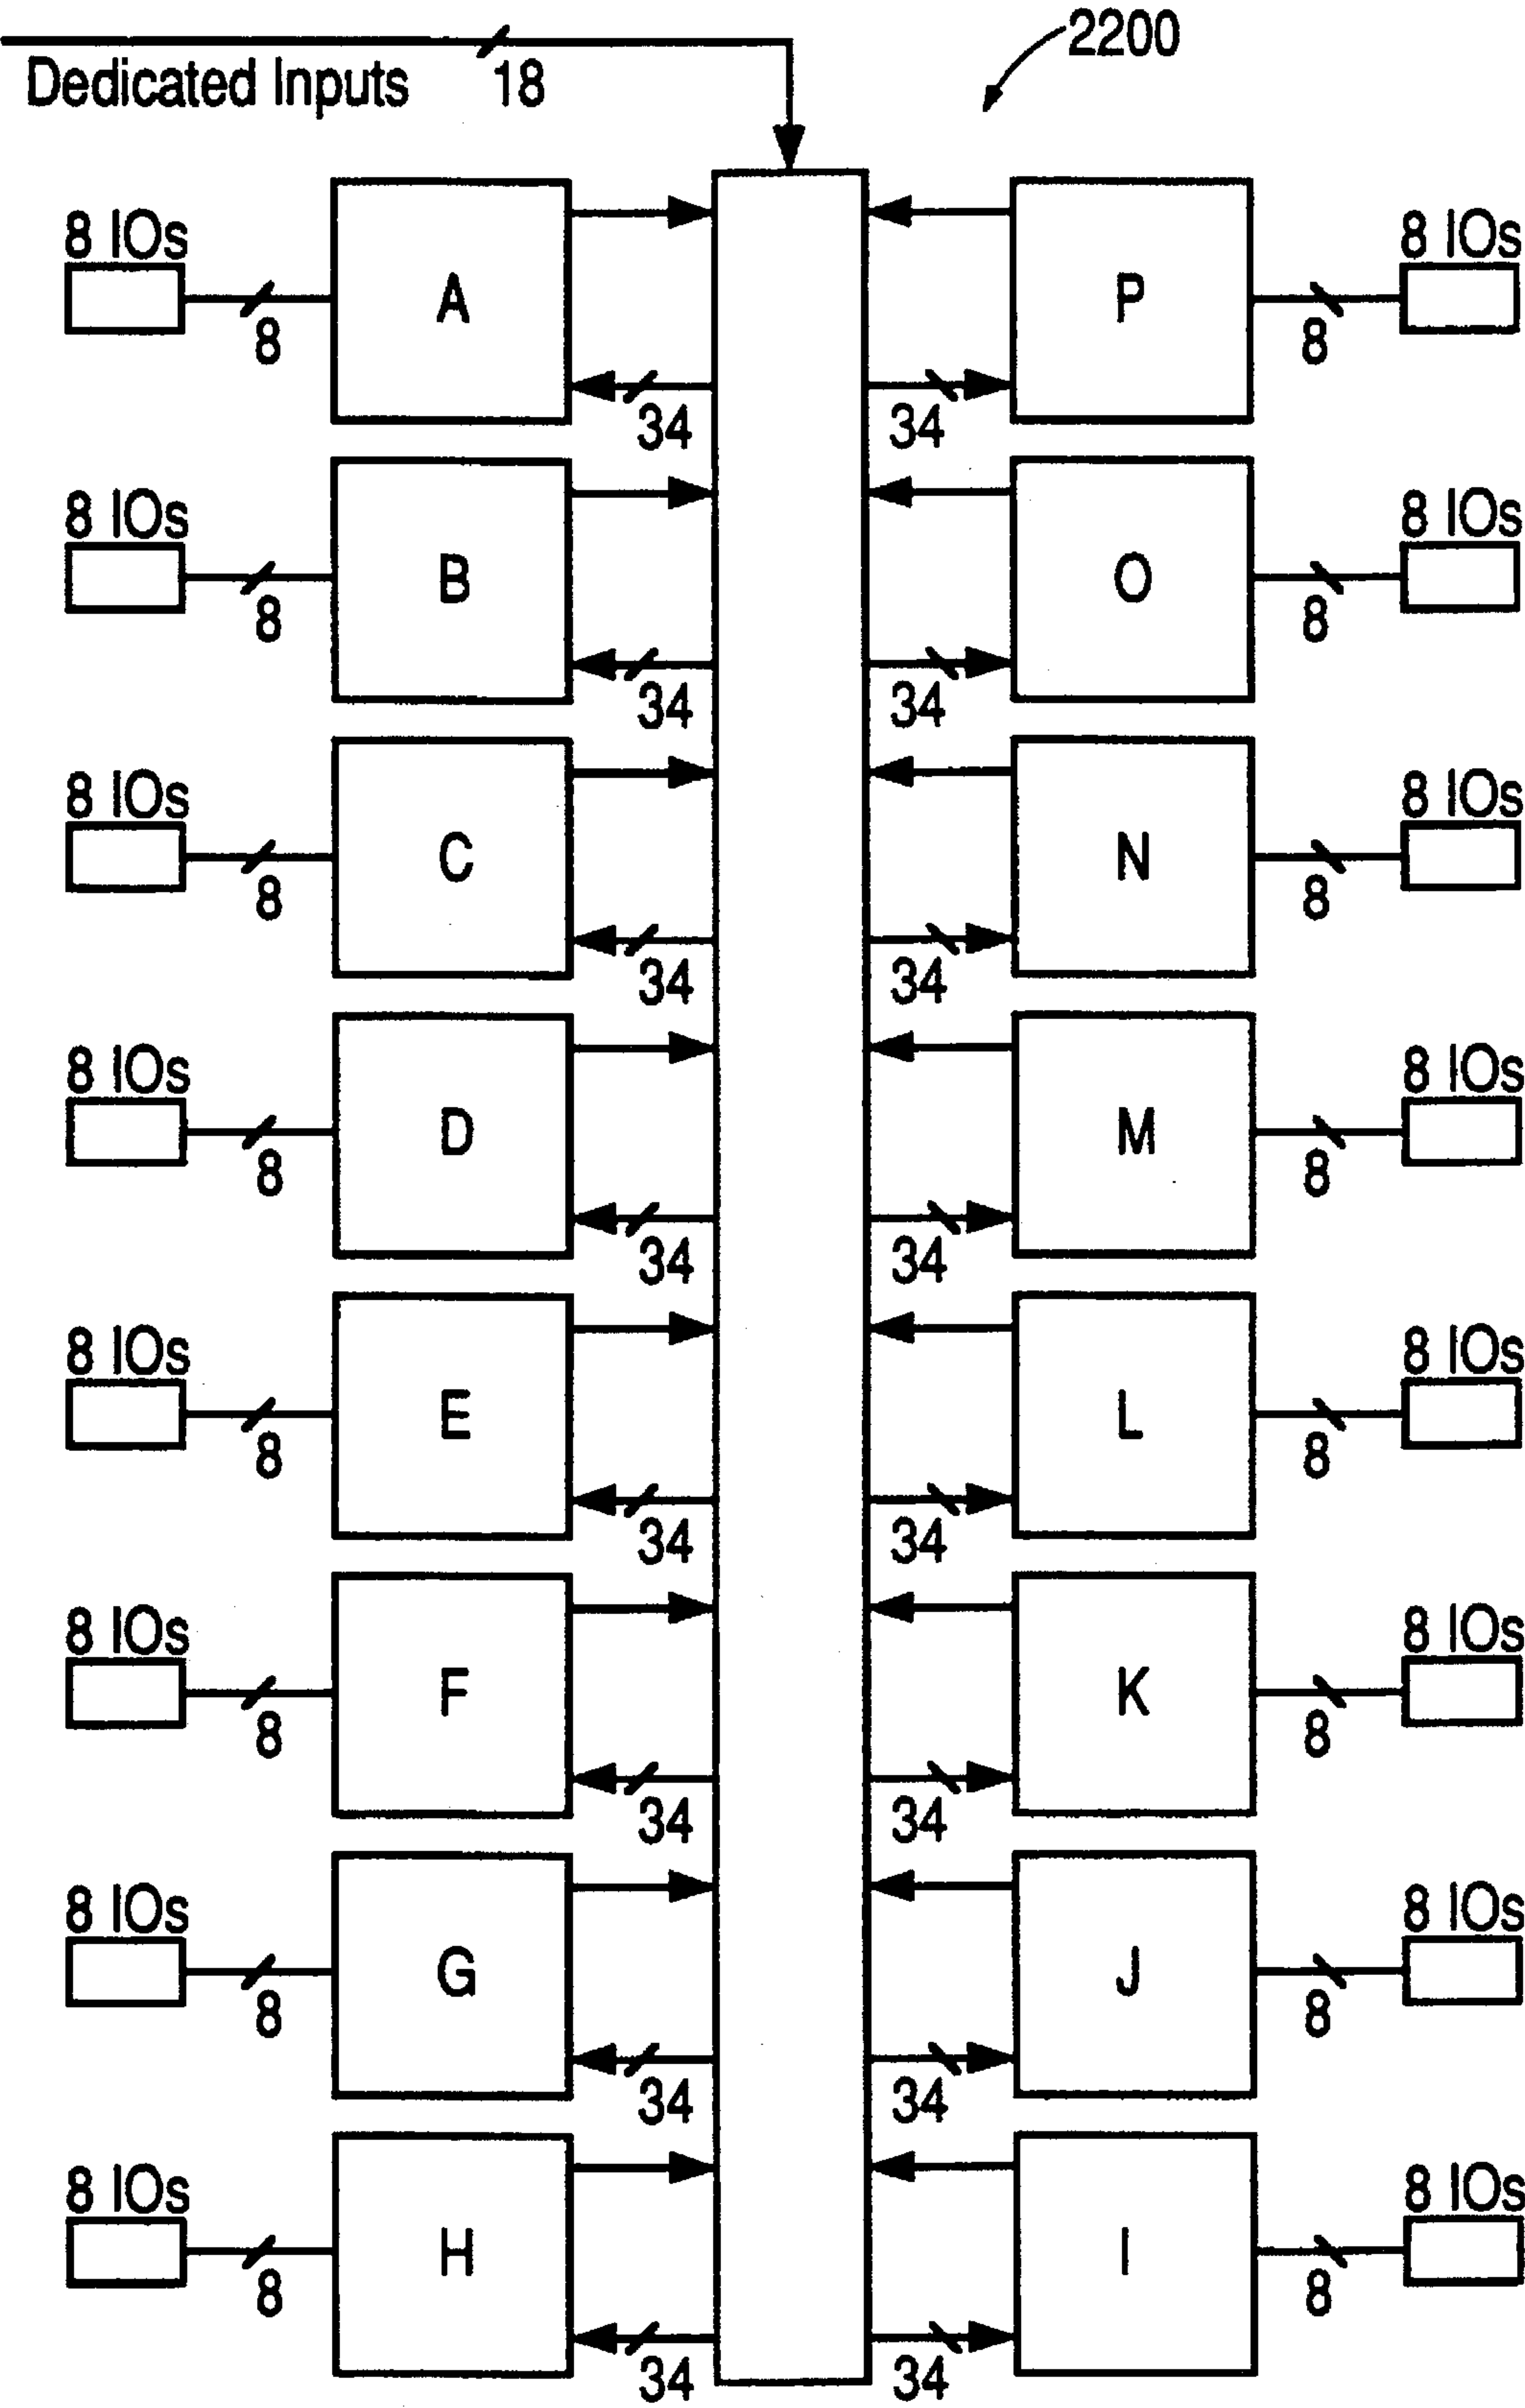 2200
Dedicated Inputs 18
8 IOs 8 A 34 34 P 8 8 IOs
8 IOs 8 B 34 34 O 8 8 IOs
8 IOs 8 C 34 34 N 8 8 IOs
8 IOs 8 D 34 34 M 8 8 IOs
8 IOs 8 E 34 34 L 8 8 IOs
8 IOs 8 F 34 34 K 8 8 IOs
8 IOs 8 G 34 34 J 8 8 IOs
8 IOs 8 H 34 34 I 8 8 IOs